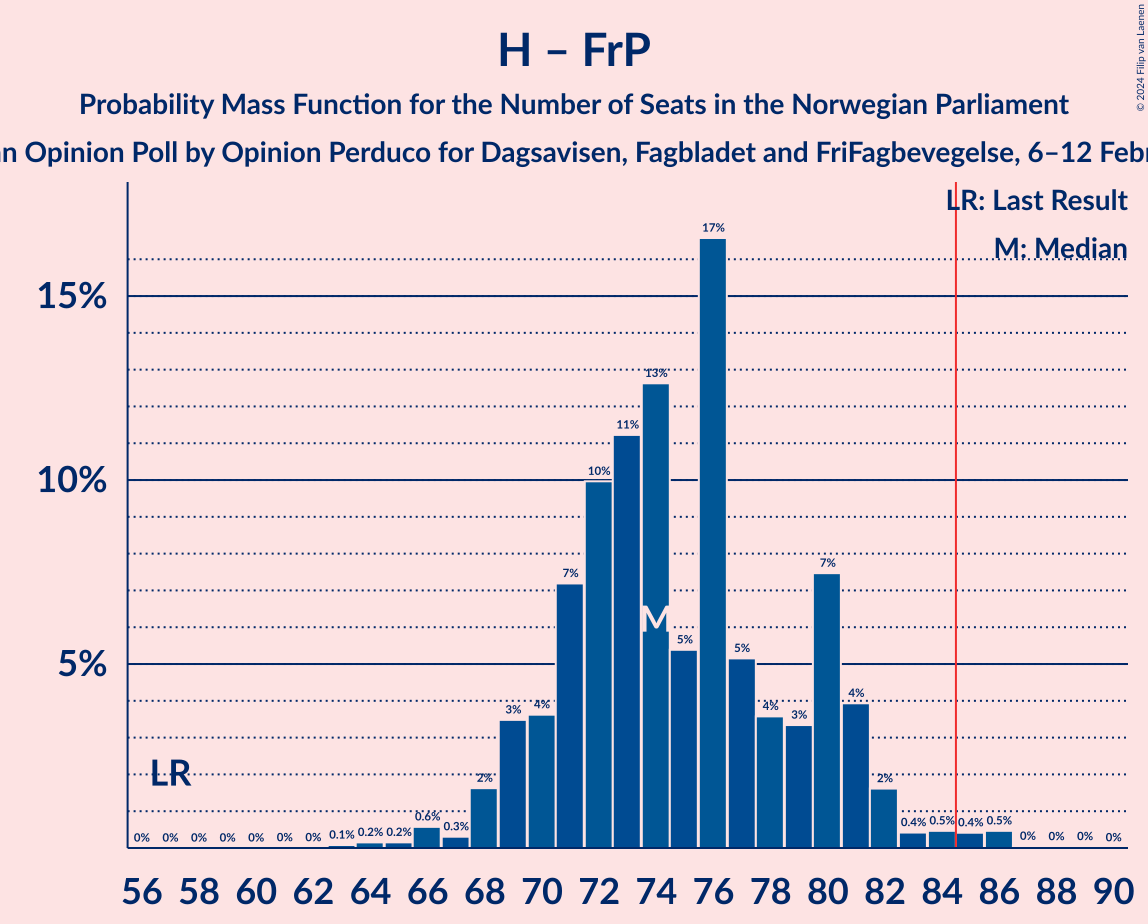 H – FrP
Probability Mass Function for the Number of Seats in the Norwegian Parliament
Opinion Poll by Opinion Perduco for Dagsavisen, Fagbladet and FriFagbevegelse, 6–12
© 2024 Filip van Laenen
LR: Last Result
M: Median
15%
10%
5%
LR
M
0% 0% 0% 0% 0% 0% 0% 0.1% 0.2% 0.2% 0.6% 0.3% 2% 3% 4% 7% 10% 11% 13% 5% 17% 5% 4% 3% 7% 4% 2% 0.4% 0.5% 0.4% 0.5% 0% 0% 0% 0%
56 58 60 62 64 66 68 70 72 74 76 78 80 82 84 86 88 90